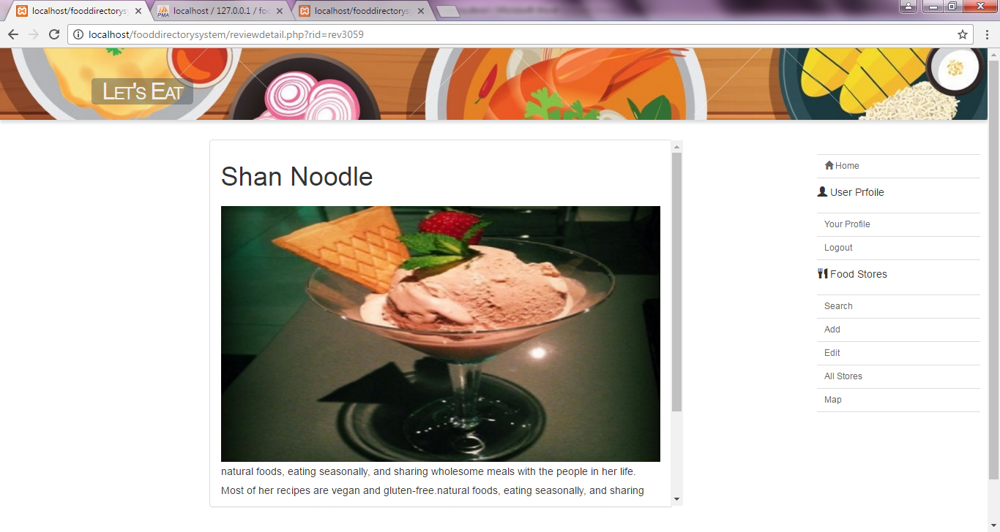 localhost/fooddirectorys
localhost / 127.0.0.1 / foo
localhost/fooddirectorys
localhost/fooddirectorysystem/reviewdetail.php?rid=rev3059
LET'S EAT
Shan Noodle
natural foods, eating seasonally, and sharing wholesome meals with the people in her life.
Most of her recipes are vegan and gluten-free.natural foods, eating seasonally, and sharing
Home
User Prfoile
Your Profile
Logout
Food Stores
Search
Add
Edit
All Stores
Map